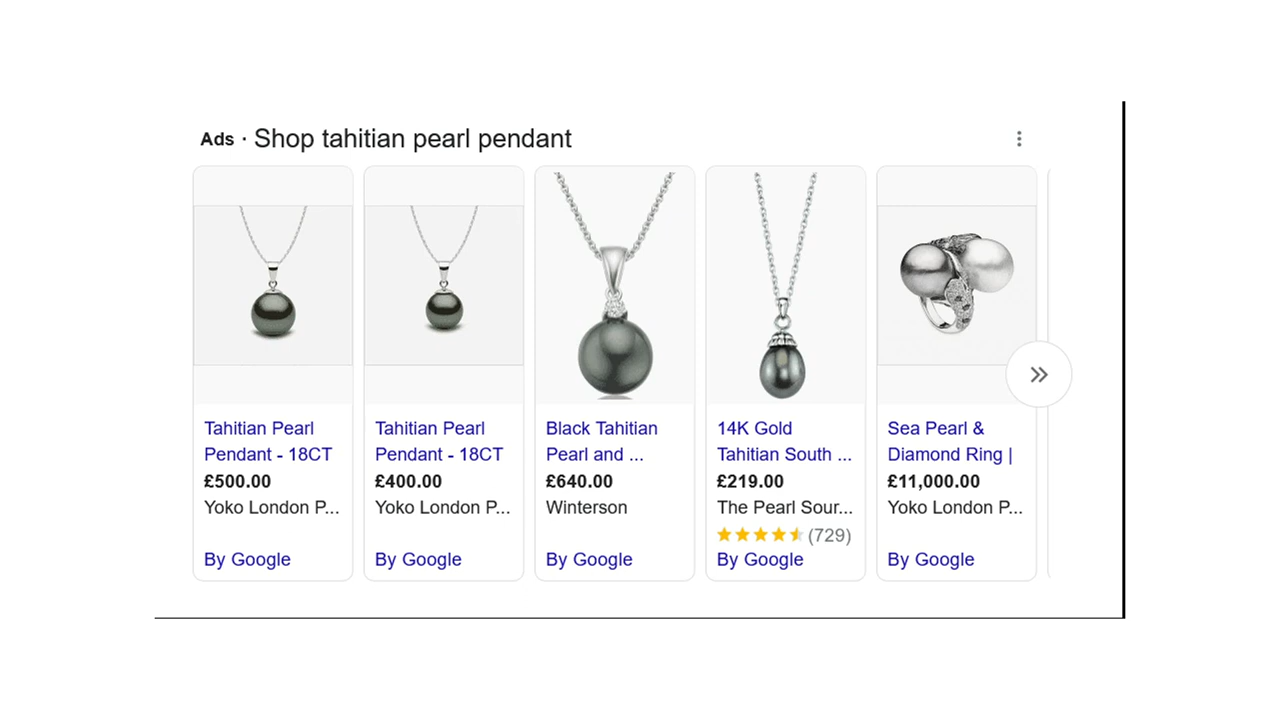 Ads · Shop tahitian pearl pendant
Tahitian Pearl
Pendant - 18CT
£500.00
Yoko London P...
By Google
Tahitian Pearl
Pendant - 18CT
£400.00
Yoko London P...
By Google
Black Tahitian
Pearl and ...
£640.00
Winterson
By Google
14K Gold
Tahitian South ...
£219.00
The Pearl Sour...
(729)
By Google
Sea Pearl &
Diamond Ring |
£11,000.00
Yoko London P...
By Google